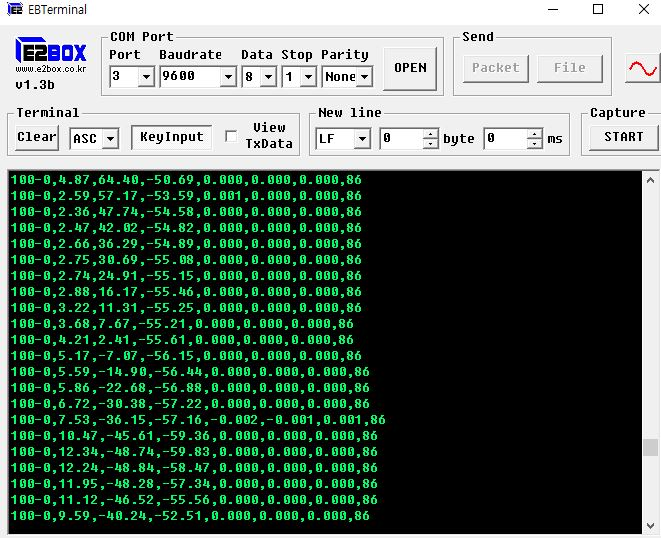 EBTerminal
E2BOX
www.e2box.co.kr
v1.3b
COM Port
Port Baudrate Data Stop Parity
3 9600 8 1 None OPEN
Send
Packet File
Terminal
Clear ASC KeyInput View TxData
New line
LF 0 byte 0 ms
Capture
START
100-0,4.87,64.40,-50.69,0.000,0.000,0.000,86
100-0,2.59,57.17,-53.59,0.001,0.000,0.000,86
100-0,2.36,47.74,-54.58,0.000,0.000,0.000,86
100-0,2.47,42.02,-54.82,0.000,0.000,0.000,86
100-0,2.66,36.29,-54.89,0.000,0.000,0.000,86
100-0,2.75,30.69,-55.08,0.000,0.000,0.000,86
100-0,2.74,24.91,-55.15,0.000,0.000,0.000,86
100-0,2.88,16.17,-55.46,0.000,0.000,0.000,86
100-0,3.22,11.31,-55.25,0.000,0.000,0.000,86
100-0,3.68,7.67,-55.21,0.000,0.000,0.000,86
100-0,4.21,2.41,-55.61,0.000,0.000,0.000,86
100-0,5.17,-7.07,-56.15,0.000,0.000,0.000,86
100-0,5.59,-14.90,-56.44,0.000,0.000,0.000,86
100-0,5.86,-22.68,-56.88,0.000,0.000,0.000,86
100-0,6.72,-30.38,-57.22,0.000,0.000,0.000,86
100-0,7.53,-36.15,-57.16,-0.002,-0.001,0.001,86
100-0,10.47,-45.61,-59.36,0.000,0.000,0.000,86
100-0,12.34,-48.74,-59.83,0.000,0.000,0.000,86
100-0,12.24,-48.84,-58.47,0.000,0.000,0.000,86
100-0,11.95,-48.28,-57.34,0.000,0.000,0.000,86
100-0,11.12,-46.52,-55.56,0.000,0.000,0.000,86
100-0,9.59,-40.24,-52.51,0.000,0.000,0.000,86